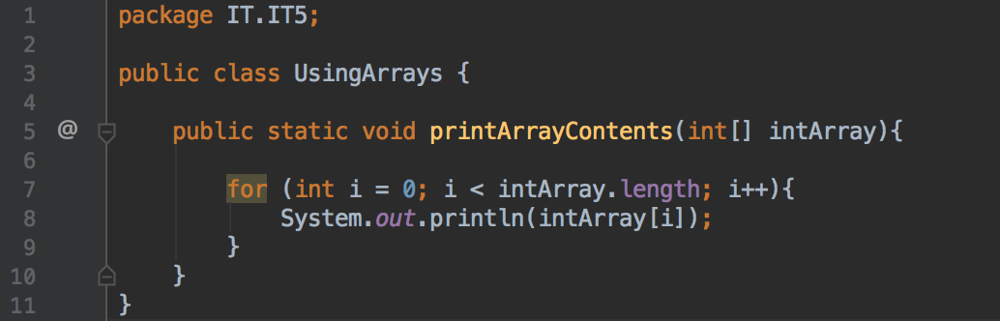 1 package IT.IT5;
2
3 public class UsingArrays {
4
5 @ public static void printArrayContents(int[] intArray){
6
7 for (int i = 0; i < intArray.length; i++){
8 System.out.println(intArray[i]);
9 }
10 }
11 }